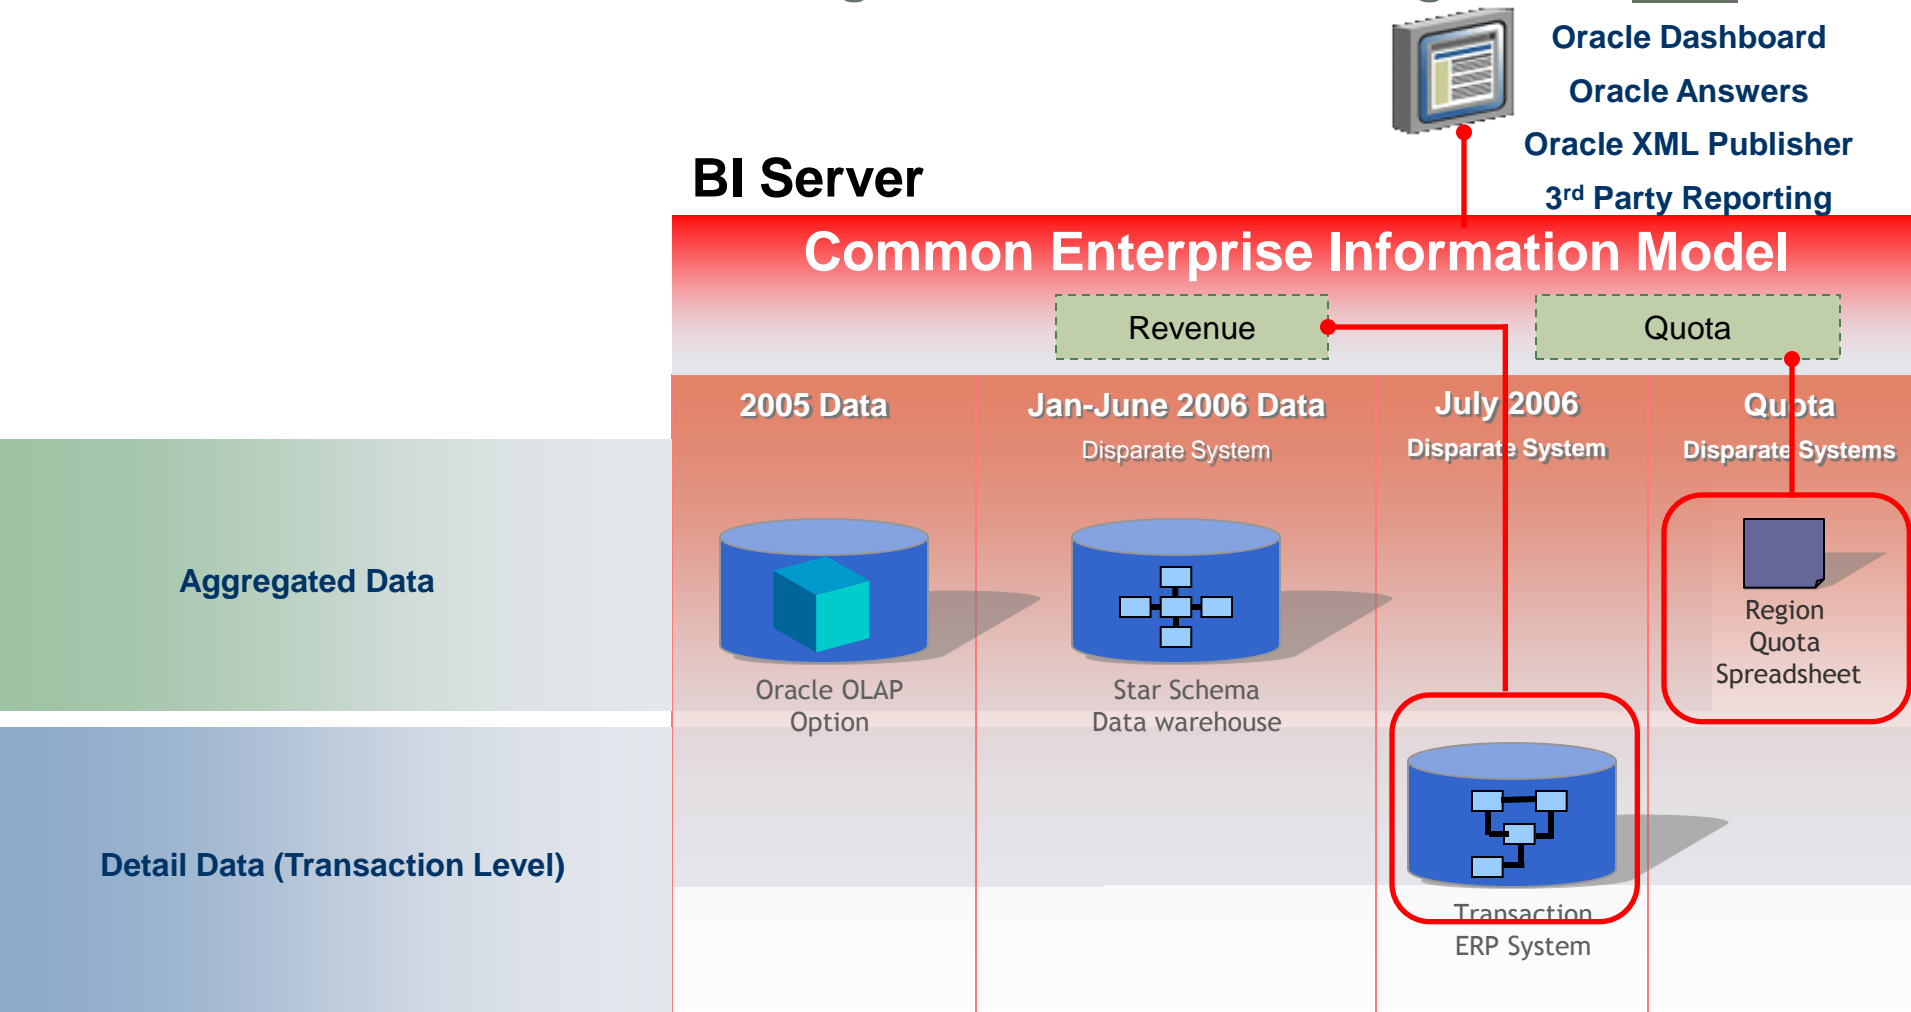 Oracle Dashboard
Oracle Answers
Oracle XML Publisher
3rd Party Reporting
BI Server
Common Enterprise Information Model
Revenue
Quota
2005 Data
Jan-June 2006 Data
Disparate System
July 2006
Disparate System
Quota
Disparate Systems
Aggregated Data
Oracle OLAP
Option
Star Schema
Data warehouse
Region
Quota
Spreadsheet
Detail Data (Transaction Level)
Transaction
ERP System